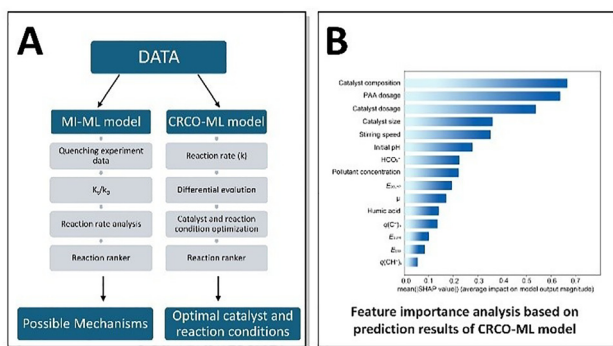 A
DATA
MI-ML model
CRCO-ML model
Quenching experiment
data
Reaction rate (k)
Differential evolution
Reaction rate analysis
Catalyst and reaction
condition optimization
Reaction ranker
Reaction ranker
Possible Mechanisms
Optimal catalyst and
reaction conditions
B
Catalyst composition
PAA dosage
Catalyst dosage
Catalyst size
Stirring speed
Initial pH
HCO₃⁻
Pollutant concentration
μ
Humic acid
0.0 0.1 0.2 0.3 0.4 0.5 0.6 0.7
mean(|SHAP value|) (average impact on model output magnitude)
Feature importance analysis based on
prediction results of CRCO-ML model